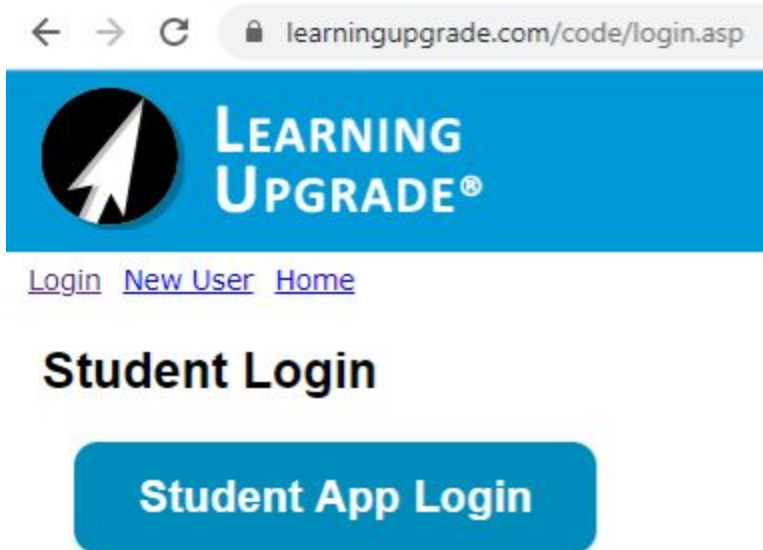 learningupgrade.com/code/login.asp
LEARNING
UPGRADE®
Login New User Home
Student Login
Student App Login